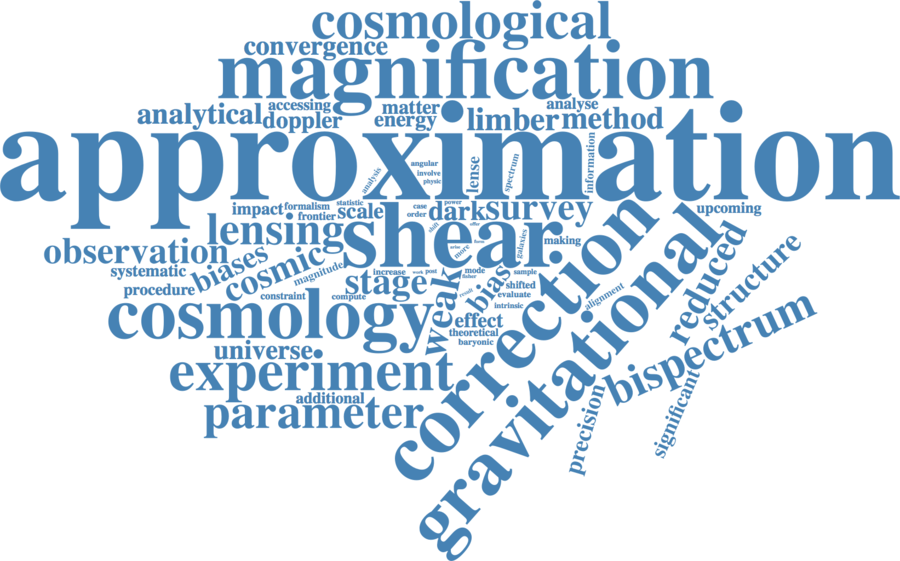 cosmological
convergence
magnification
analytical
accessing
doppler
matter
energy
analyse
limber
method
approximation
analysis
angular
involve
physic
lense
spectrum
information
impact
formalism
frontier
statistic
scale
case
order
power
dark
survey
upcoming
lensing
shear
shift
galaxies
making
observation
systematic
biases
cosmic
magnitude
procedure
constraint
compute
increase
work
post
stage
weak
more
mode
fisher
result
bias
sample
shifted
evaluate
intrinsic
alignment
correction
gravitational
reduced
structure
bispectrum
cosmology
effect
theoretical
baryonic
universe
experiment
additional
parameter
precision
significant